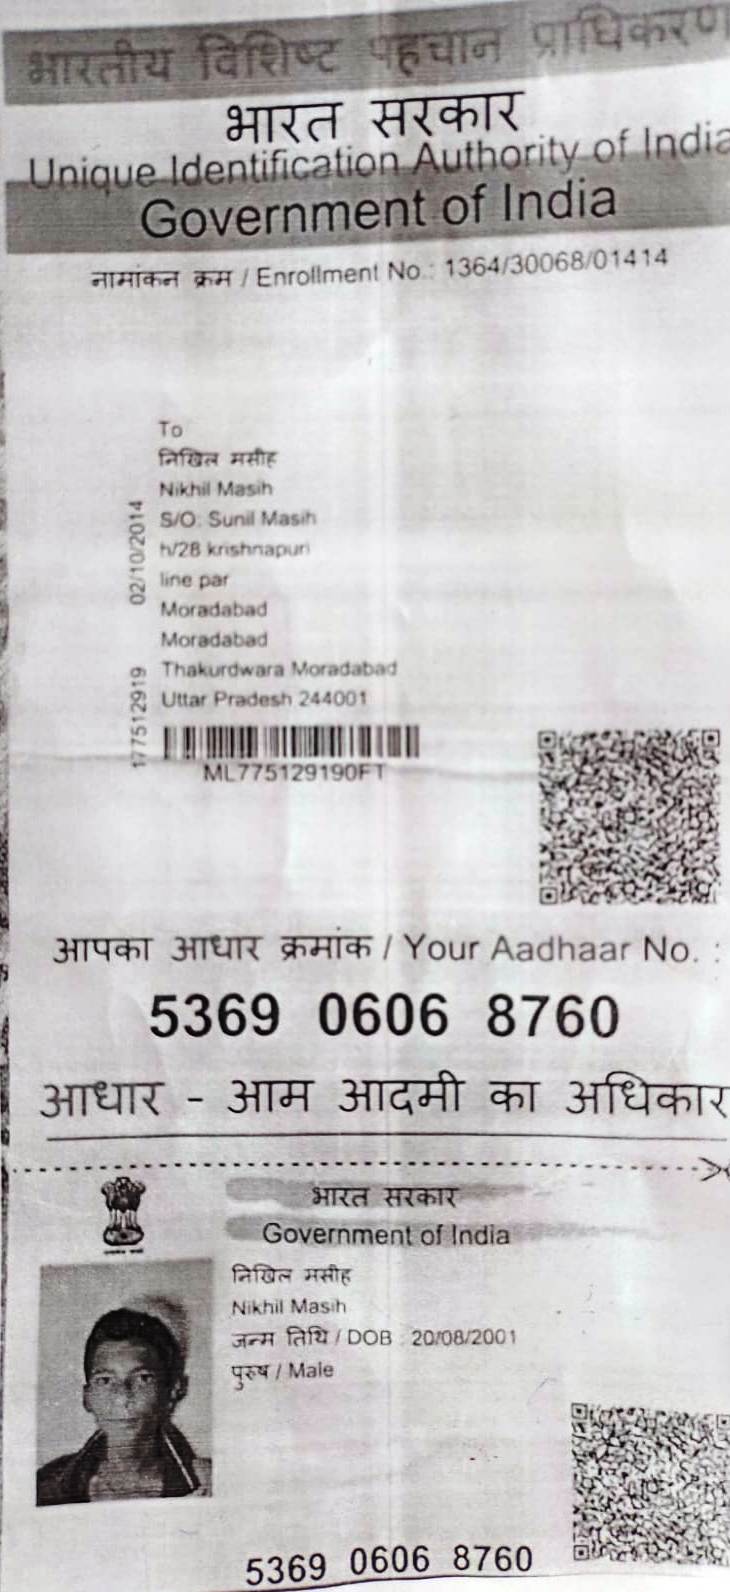 भारतीय विशिष्ट पहचान प्राधिकरण
भारत सरकार
Unique Identification Authority of India
Government of India
नामांकन क्रम / Enrollment No.: 1364/30068/01414
To
निखिल मसीह
Nikhil Masih
S/O: Sunil Masih
h/28 krishnapuri
line par
Moradabad
Moradabad
Thakurdwara Moradabad
Uttar Pradesh 244001
02/10/2014
177512919
ML775129190FT
आपका आधार क्रमांक / Your Aadhaar No. :
5369 0606 8760
आधार - आम आदमी का अधिकार
भारत सरकार
Government of India
निखिल मसीह
Nikhil Masih
जन्म तिथि / DOB : 20/08/2001
पुरुष / Male
5369 0606 8760